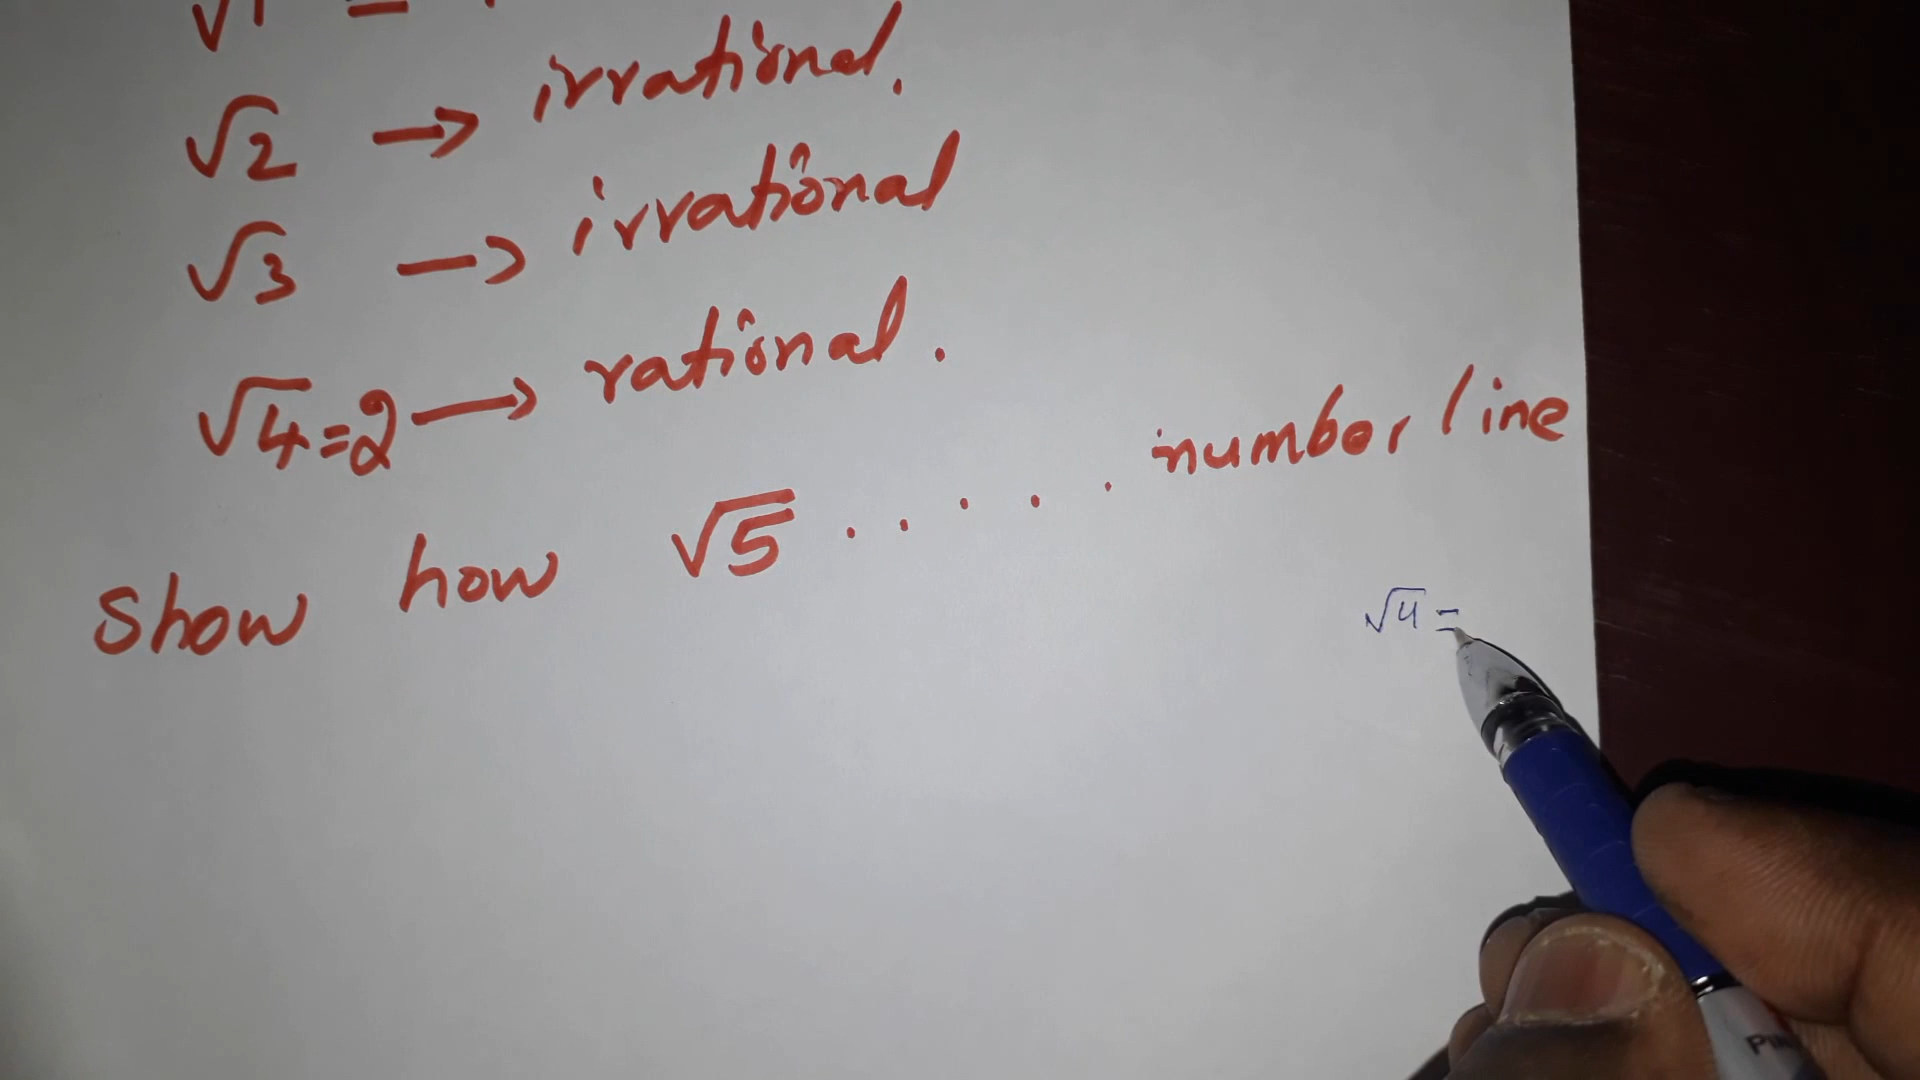 √2 → irrational.
√3 → irrational
√4=2 → rational.
Show how √5 ..... number line
√4 =